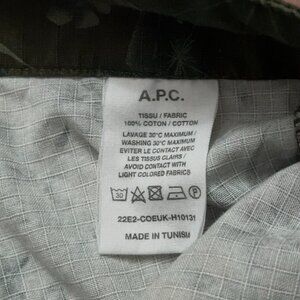 A.P.C.
TISSU / FABRIC
100% COTON / COTTON
LAVAGE 30°C MAXIMUM /
WASHING 30°C MAXIMUM
EVITER LE CONTACT AVEC
LES TISSUS CLAIRS /
AVOID CONTACT WITH
LIGHT COLORED FABRICS
30 P
22E2-COEUK-H10131
MADE IN TUNISIA